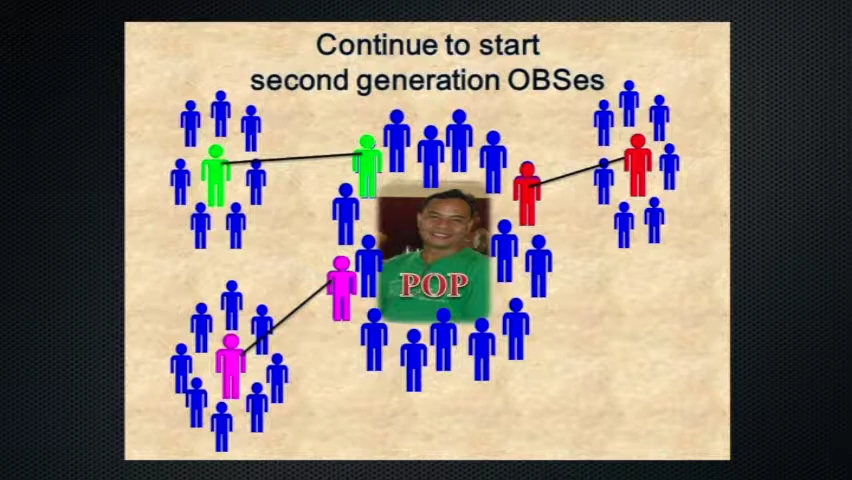 Continue to start
second generation OBSes
POP